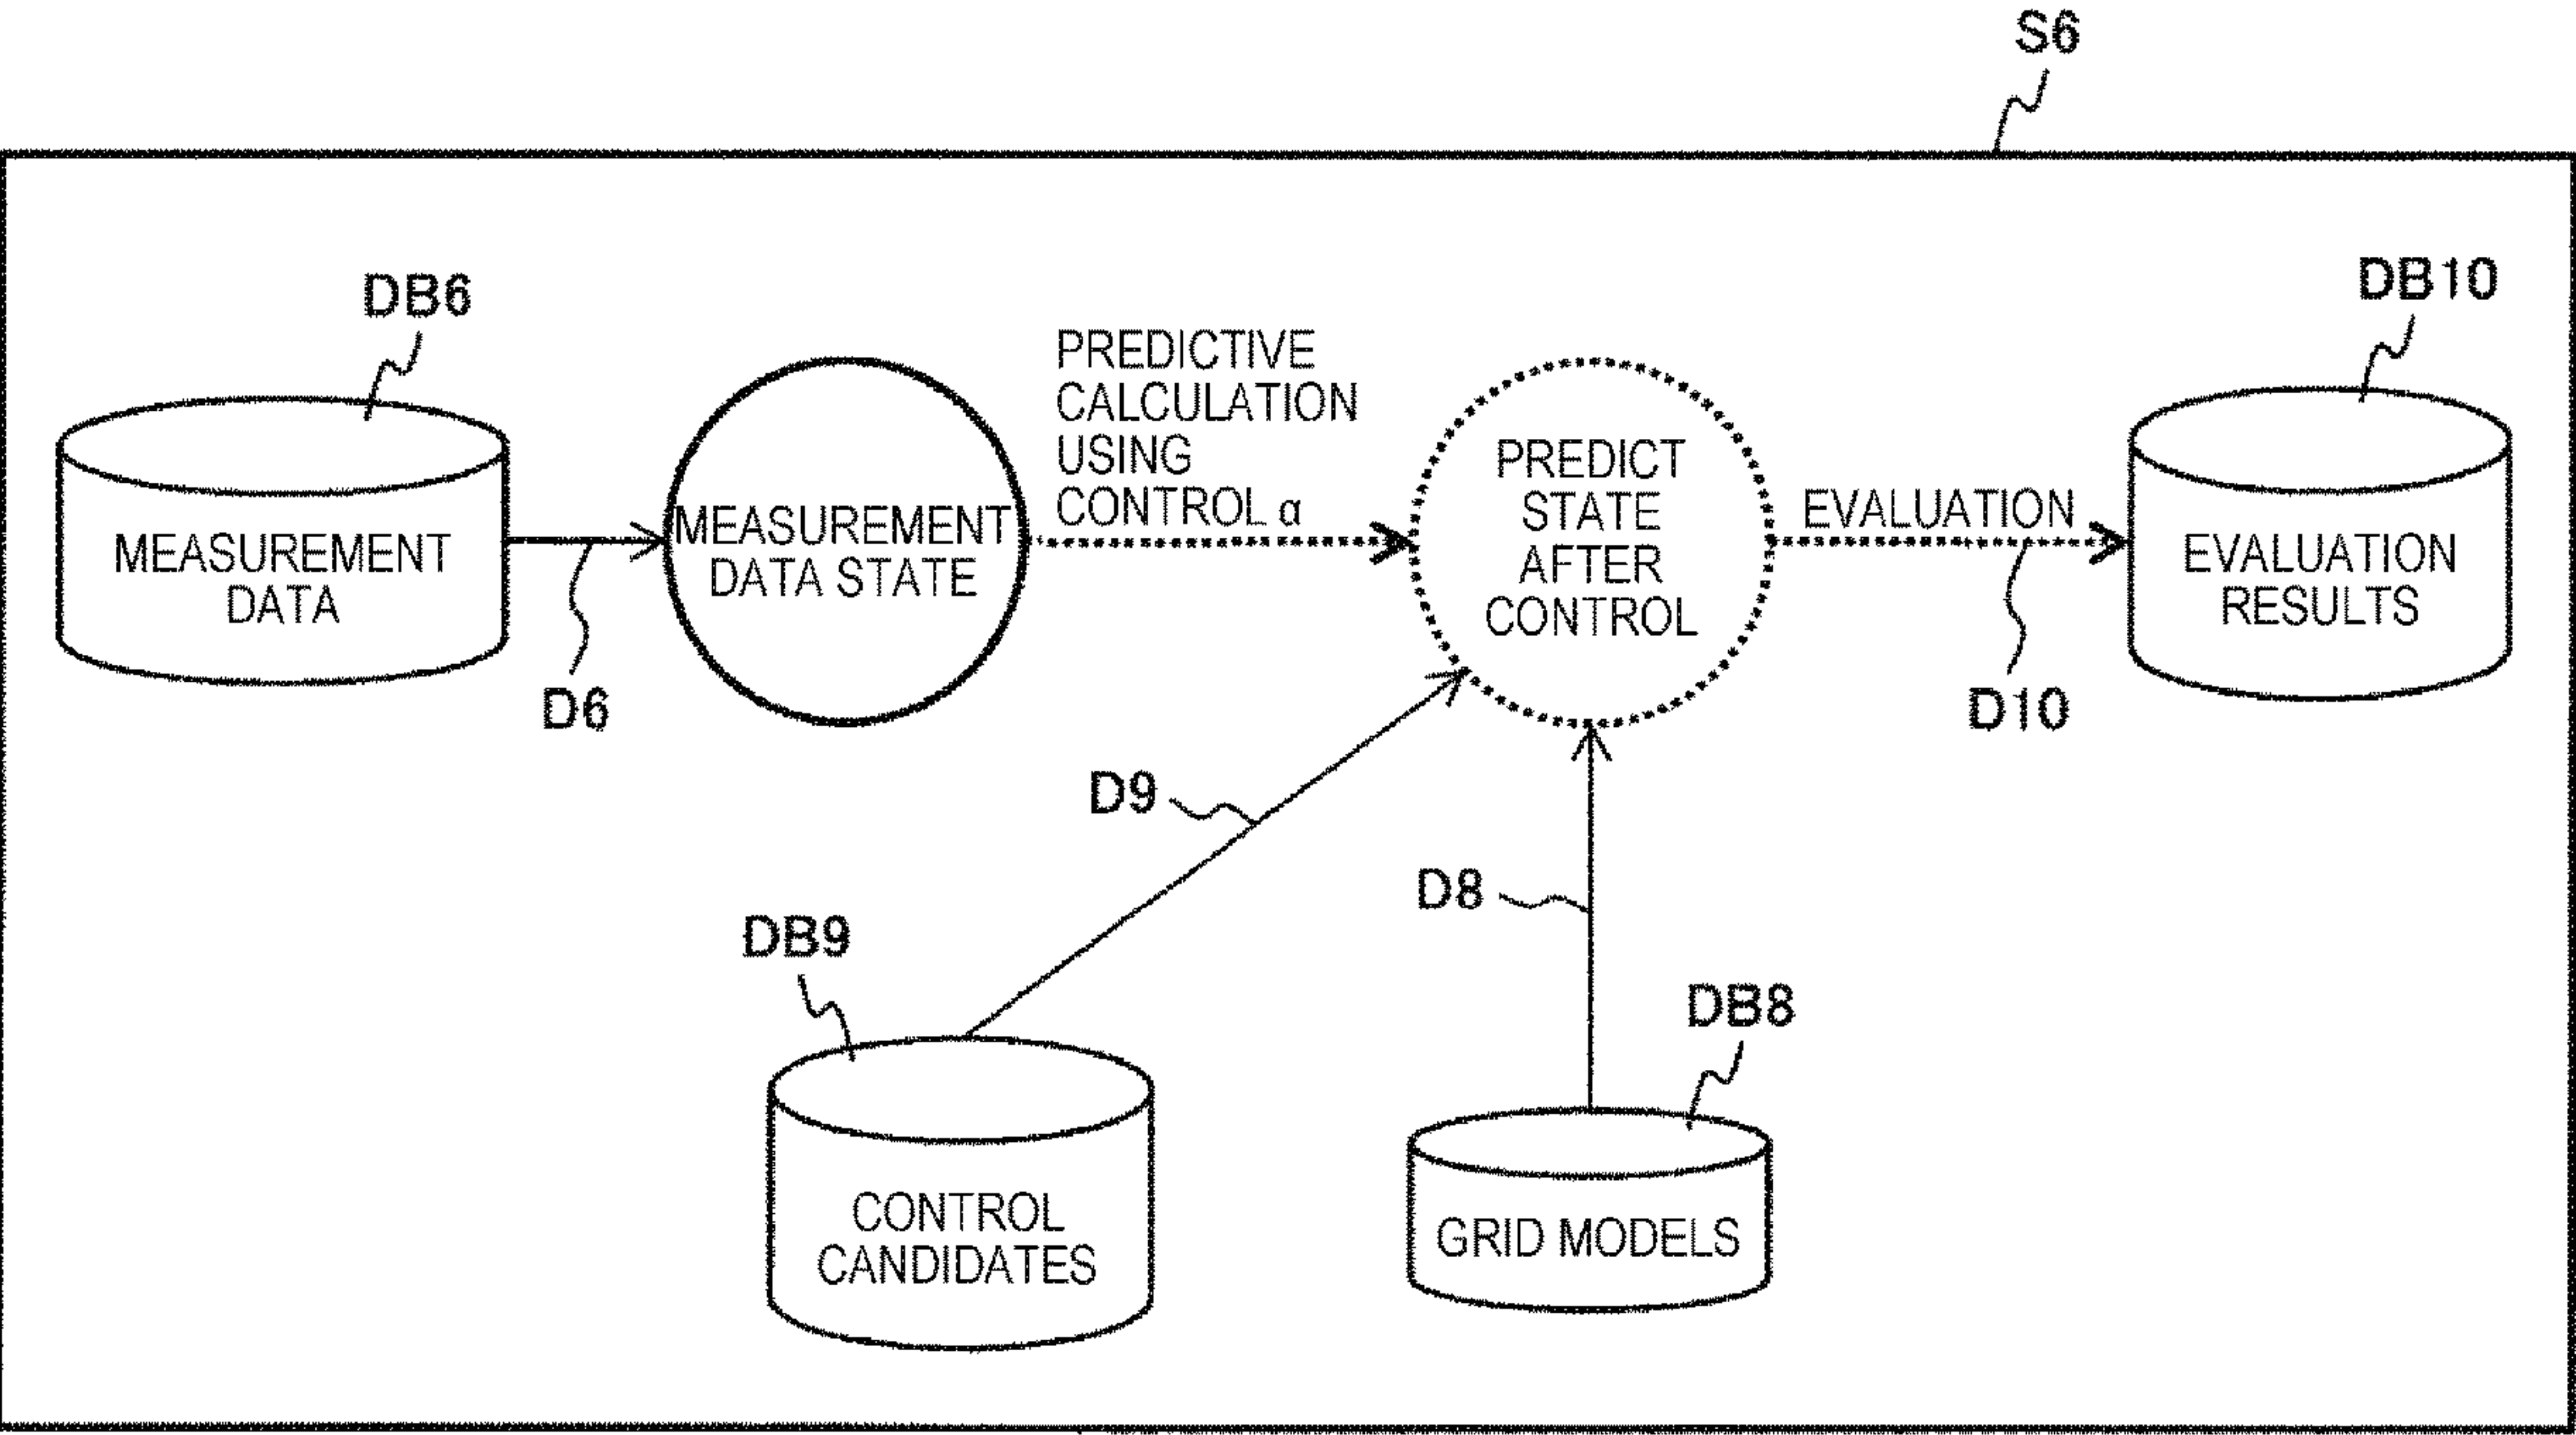 S6
DB6
DB10
PREDICTIVE
CALCULATION
USING
CONTROL α
MEASUREMENT
DATA
MEASUREMENT
DATA STATE
PREDICT
STATE
AFTER
CONTROL
EVALUATION
EVALUATION
RESULTS
D6
D10
D9
D8
DB9
DB8
CONTROL
CANDIDATES
GRID MODELS